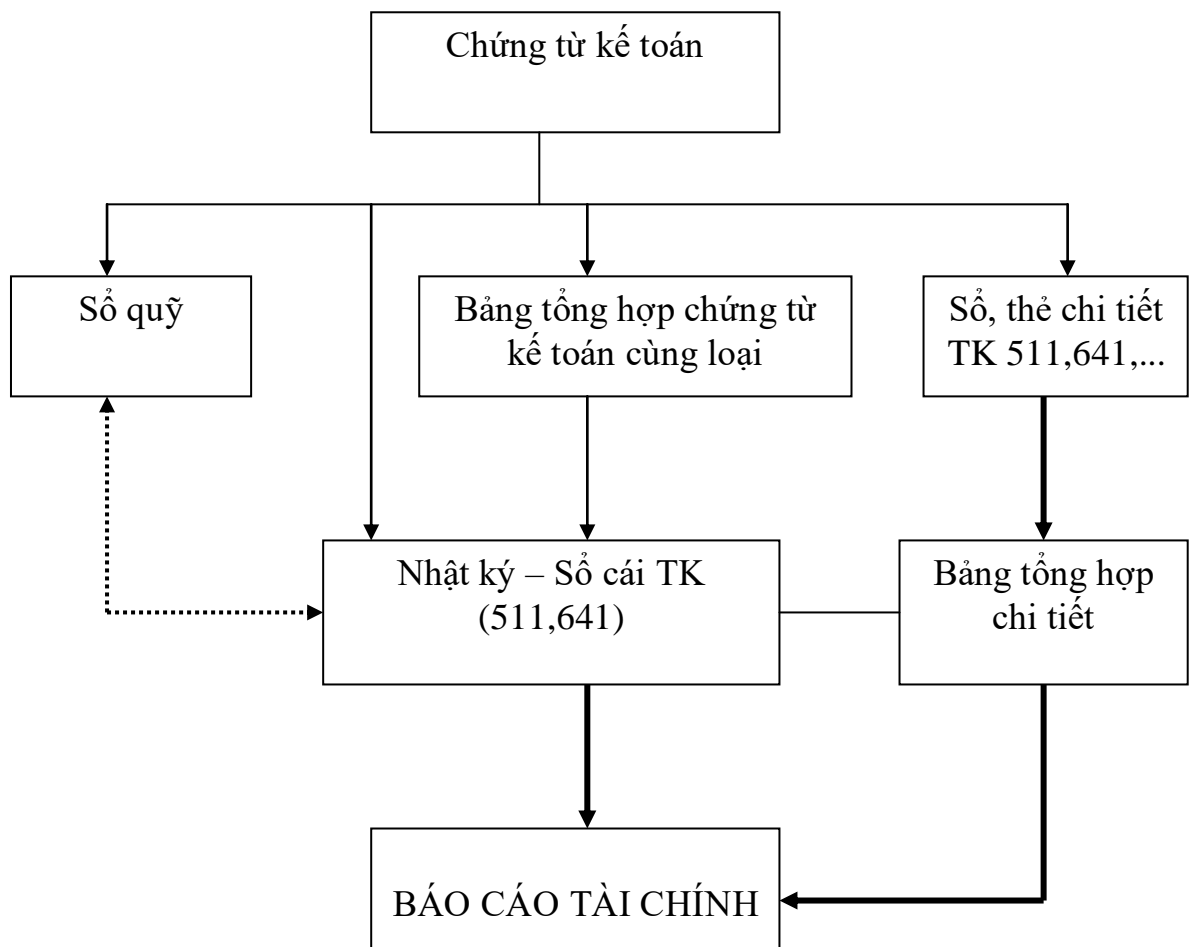 Chứng từ kế toán
Sổ quỹ
Bảng tổng hợp chứng từ
kế toán cùng loại
Sổ, thẻ chi tiết
TK 511,641,...
Nhật ký – Sổ cái TK
(511,641)
Bảng tổng hợp
chi tiết
BÁO CÁO TÀI CHÍNH